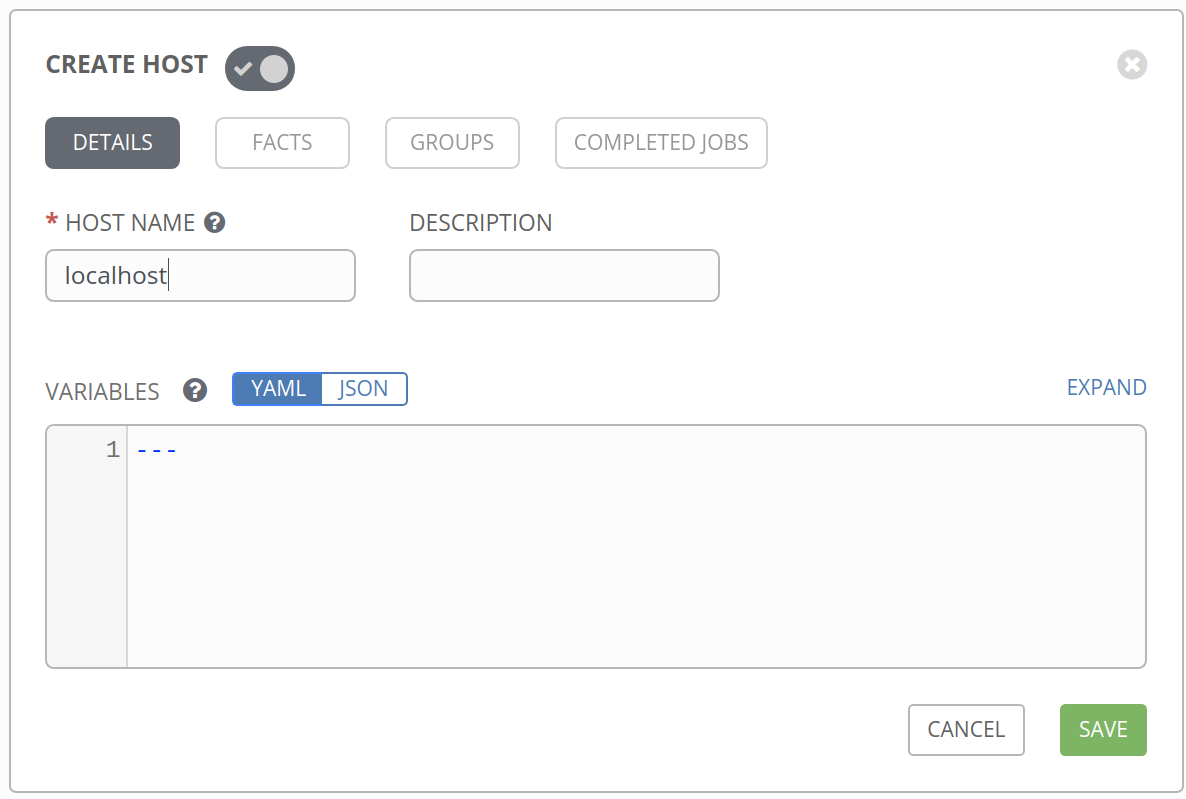 CREATE HOST
DETAILS FACTS GROUPS COMPLETED JOBS
* HOST NAME ? DESCRIPTION
localhost
VARIABLES ? YAML JSON EXPAND
1 ---
CANCEL SAVE